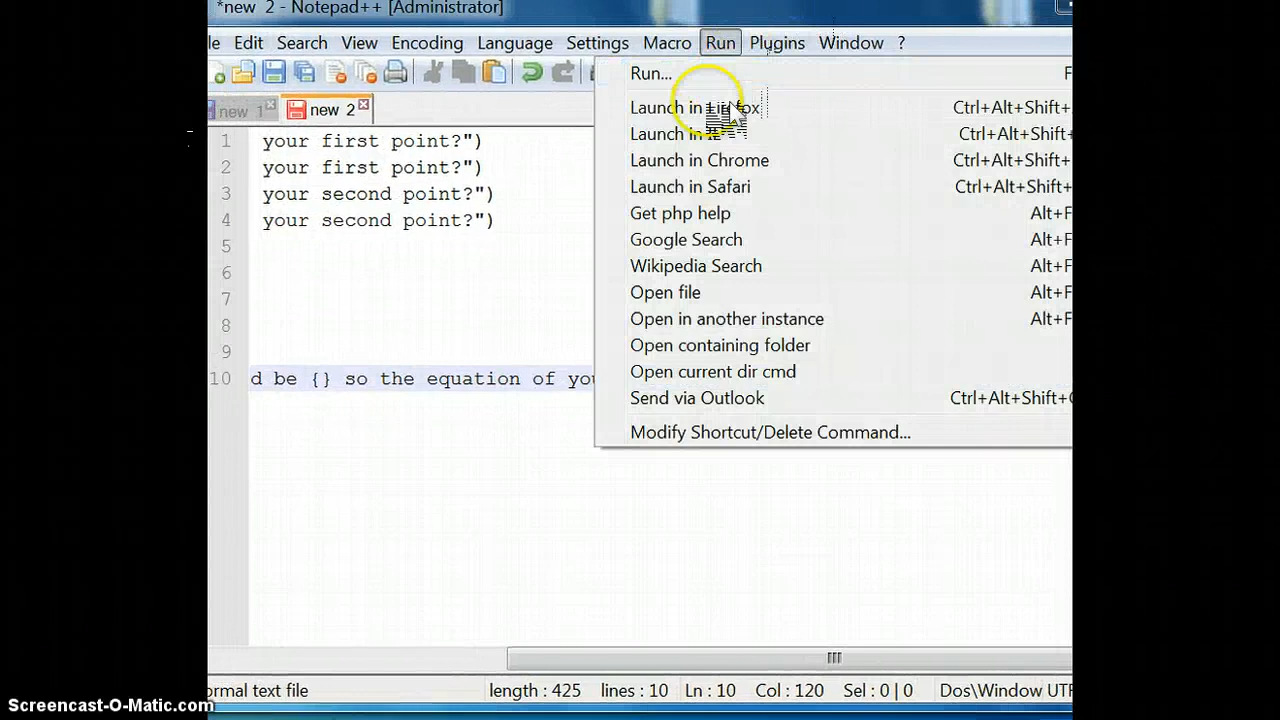 *new 2 - Notepad++ [Administrator]
le Edit Search View Encoding Language Settings Macro Run Plugins Window ?
new 1 new 2
Run... F
Launch in fox Ctrl+Alt+Shift+
Launch in Ctrl+Alt+Shift+
Launch in Chrome Ctrl+Alt+Shift+
Launch in Safari Ctrl+Alt+Shift+
Get php help Alt+F
Google Search Alt+F
Wikipedia Search Alt+F
Open file Alt+F
Open in another instance Alt+F
Open containing folder
Open current dir cmd
Send via Outlook Ctrl+Alt+Shift+
Modify Shortcut/Delete Command...
1 your first point?")
2 your first point?")
3 your second point?")
4 your second point?")
5
6
7
8
9
10 d be {} so the equation of you
ormal text file length : 425 lines : 10 Ln : 10 Col : 120 Sel : 0 | 0 Dos\Window UTF
Screencast-O-Matic.com